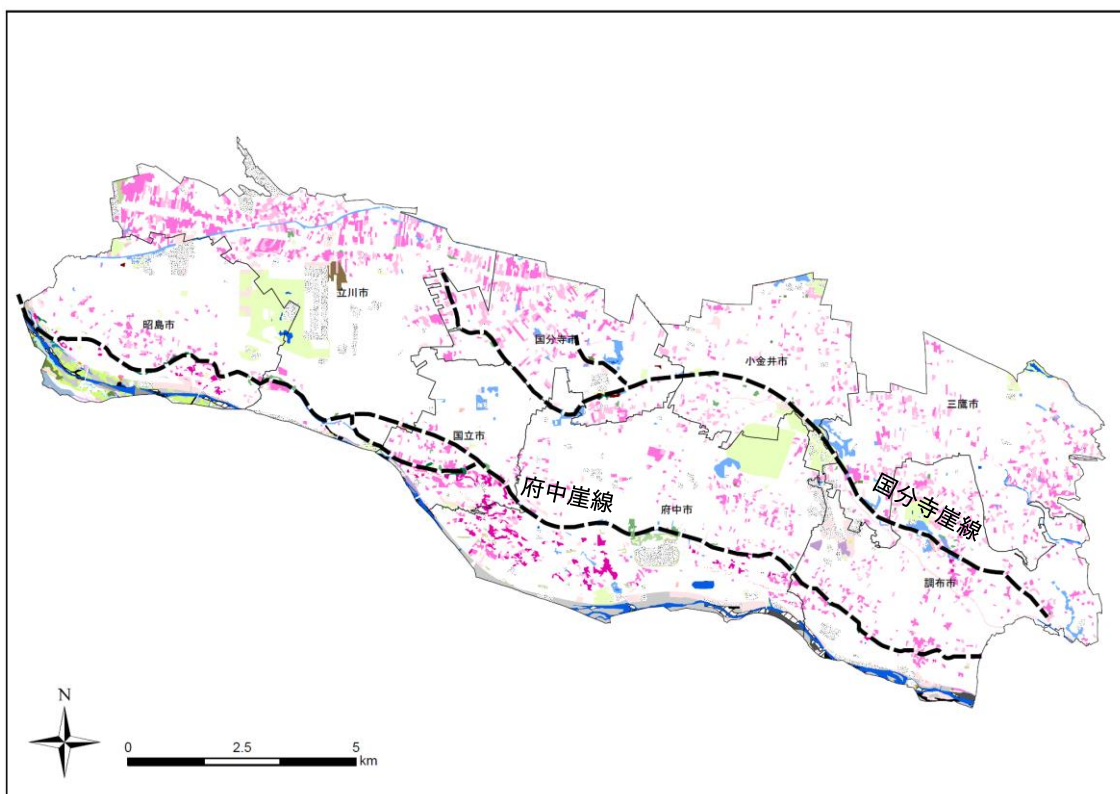 立川市
昭島市
国分寺市
小金井市
三鷹市
国立市
府中崖線
府中市
国分寺崖線
調布市
N
0 2.5 5
km